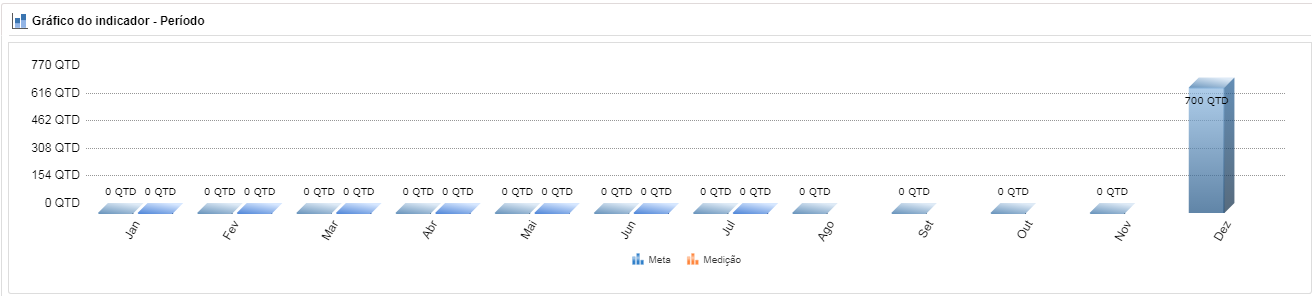 Gráfico do indicador - Período
770 QTD
616 QTD
462 QTD
308 QTD
154 QTD
0 QTD
0 QTD 0 QTD 0 QTD 0 QTD 0 QTD 0 QTD 0 QTD 0 QTD 0 QTD 0 QTD 0 QTD 0 QTD 0 QTD 0 QTD 0 QTD 0 QTD 0 QTD 0 QTD 700 QTD
Jan Fev Mar Abr Mai Jun Jul Ago Set Out Nov Dez
Meta Medição